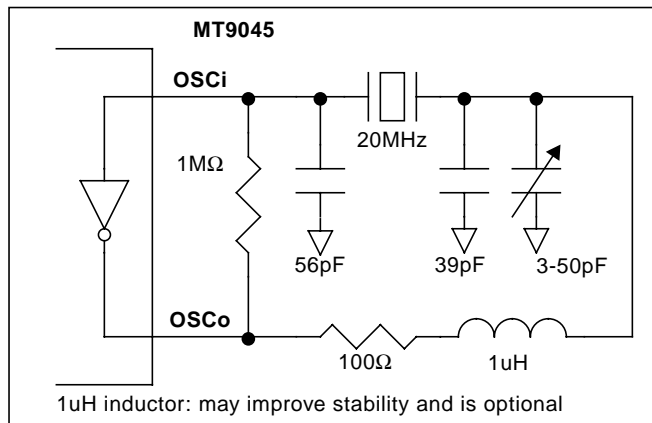 MT9045
OSCi
20MHz
1MΩ
56pF
39pF
3-50pF
OSCo
100Ω
1uH
1uH inductor: may improve stability and is optional